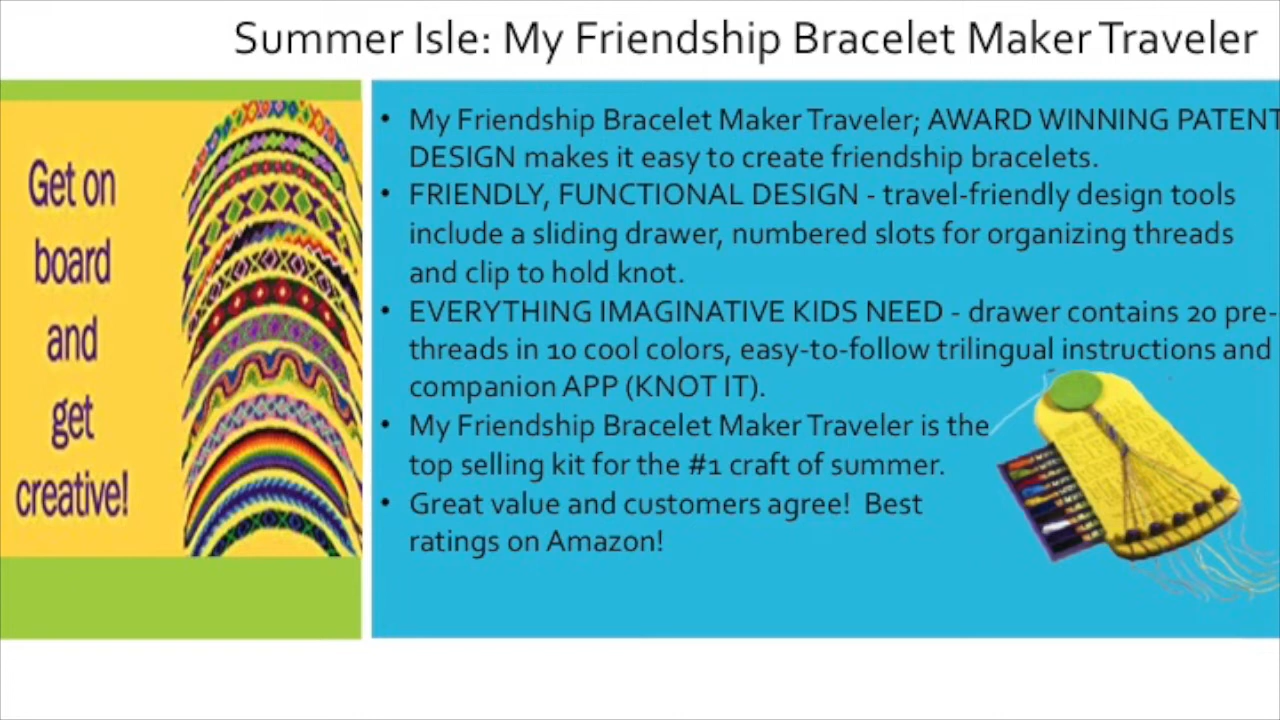 Summer Isle: My Friendship Bracelet Maker Traveler
Get on
board
and
get
creative!
• My Friendship Bracelet Maker Traveler; AWARD WINNING PATENT
DESIGN makes it easy to create friendship bracelets.
• FRIENDLY, FUNCTIONAL DESIGN - travel-friendly design tools
include a sliding drawer, numbered slots for organizing threads
and clip to hold knot.
• EVERYTHING IMAGINATIVE KIDS NEED - drawer contains 20 pre-
threads in 10 cool colors, easy-to-follow trilingual instructions and
companion APP (KNOT IT).
• My Friendship Bracelet Maker Traveler is the
top selling kit for the #1 craft of summer.
• Great value and customers agree! Best
ratings on Amazon!